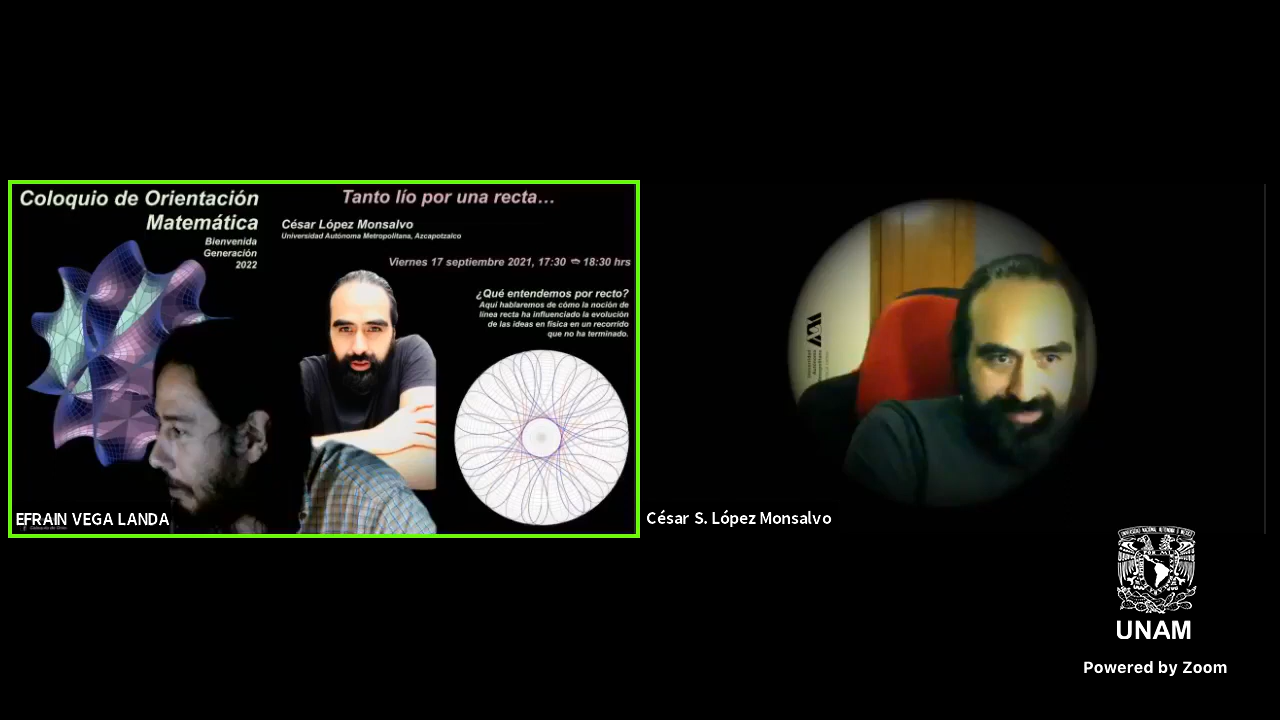 Coloquio de Orientación
Matemática
Bienvenida
Generación
2022
Tanto lío por una recta…
César López Monsalvo
Universidad Autónoma Metropolitana, Azcapotzalco
Viernes 17 septiembre 2021, 17:30 18:30 hrs
¿Qué entendemos por recto?
Aquí hablaremos de cómo la noción de
línea recta ha influenciado la evolución
de las ideas en física en un recorrido
que no ha terminado.
EFRAIN VEGA LANDA
César S. López Monsalvo
UNAM
Powered by Zoom